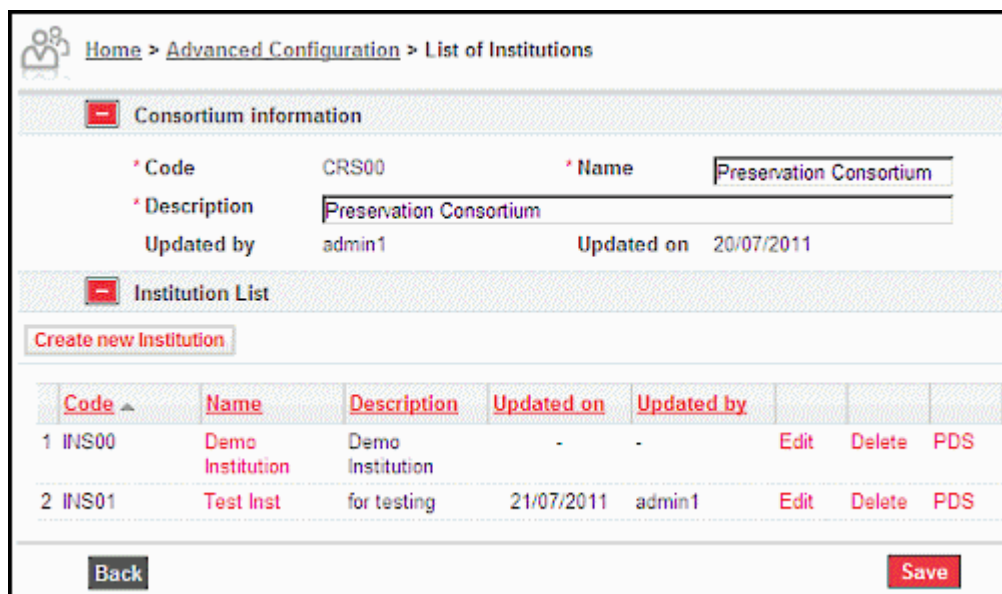 Home > Advanced Configuration > List of Institutions
Consortium information
* Code CRS00 * Name Preservation Consortium
* Description Preservation Consortium
Updated by admin1 Updated on 20/07/2011
Institution List
Create new Institution
Code Name Description Updated on Updated by
1 INS00 Demo Institution Demo Institution - - Edit Delete PDS
2 INS01 Test Inst for testing 21/07/2011 admin1 Edit Delete PDS
Back Save